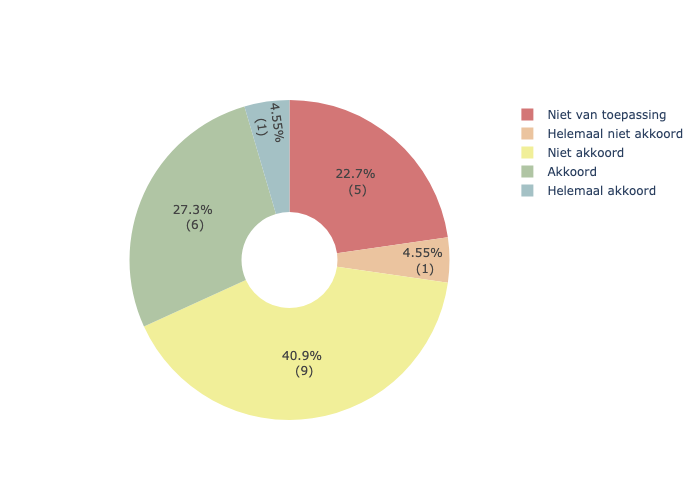 22.7%
(5)
4.55%
(1)
40.9%
(9)
27.3%
(6)
4.55%
(1)
Niet van toepassing
Helemaal niet akkoord
Niet akkoord
Akkoord
Helemaal akkoord